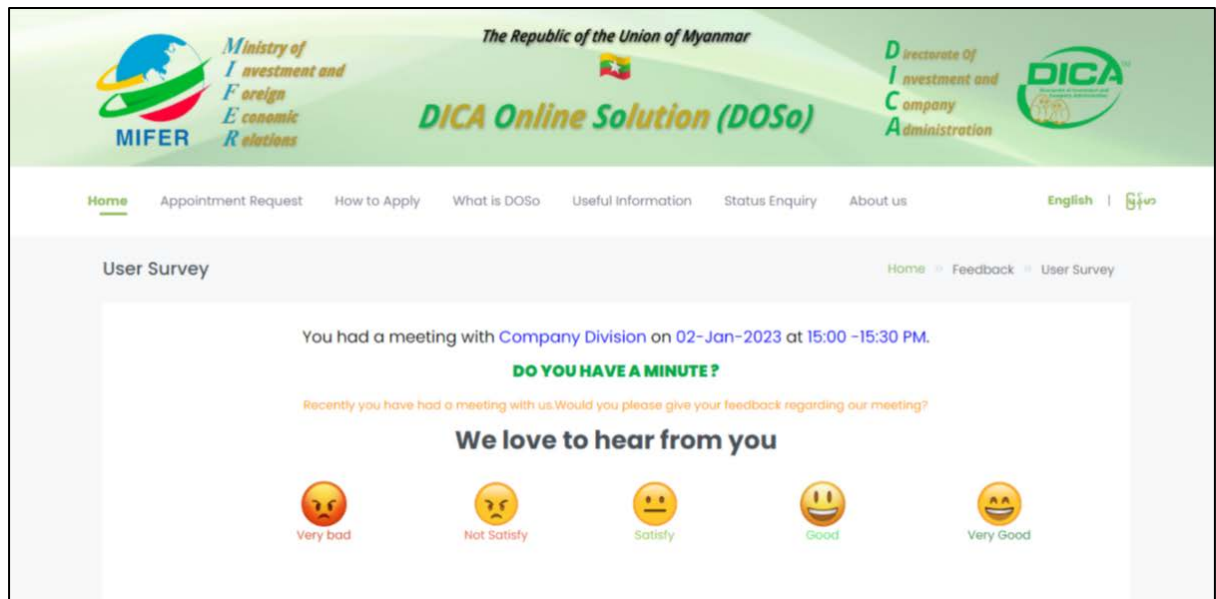 The Republic of the Union of Myanmar
MIFER
Ministry of
Investment and
Foreign
Economic
Relations
DICA Online Solution (DOSo)
Directorate Of
Investment and
Company
Administration
DICA
Home Appointment Request How to Apply What is DOSo Useful Information Status Enquiry About us English | မြန်မာ
User Survey
Home » Feedback » User Survey
You had a meeting with Company Division on 02-Jan-2023 at 15:00 -15:30 PM.
DO YOU HAVE A MINUTE ?
Recently you have had a meeting with us.Would you please give your feedback regarding our meeting?
We love to hear from you
Very bad Not Satisfy Satisfy Good Very Good